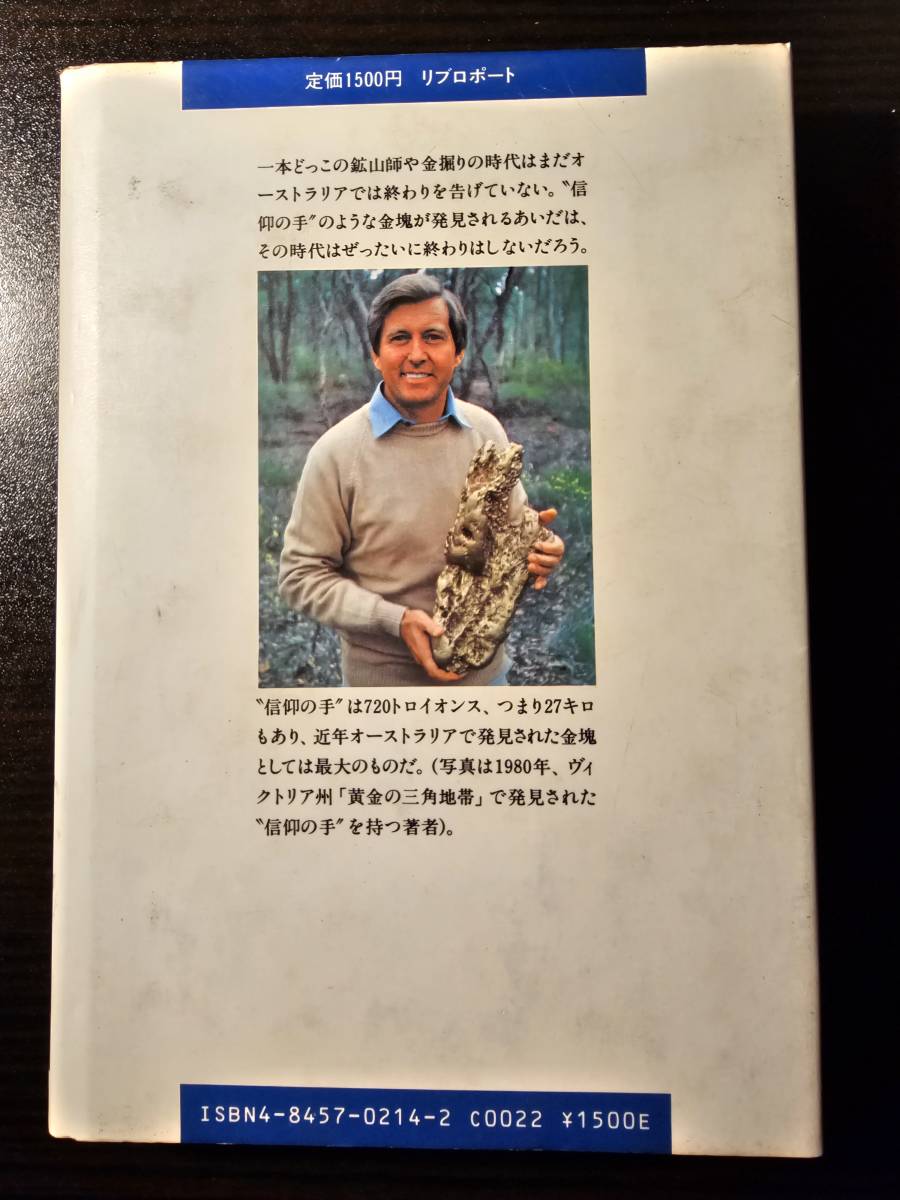 定価1500円 リブロポート
一本どっこの鉱山師や金掘りの時代はまだオ
ーストラリアでは終わりを告げていない。〝信
仰の手〟のような金塊が発見されるあいだは、
その時代はぜったいに終わりはしないだろう。
〝信仰の手〟は720トロイオンス、つまり27キロ
もあり、近年オーストラリアで発見された金塊
としては最大のものだ。(写真は1980年、ヴィ
クトリア州「黄金の三角地帯」で発見された
〝信仰の手〟を持つ著者)。
ISBN4-8457-0214-2 C0022 ¥1500E